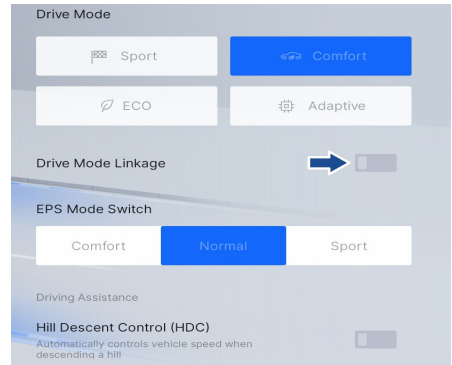 Drive Mode
Sport
Comfort
ECO
Adaptive
Drive Mode Linkage
EPS Mode Switch
Comfort
Normal
Sport
Driving Assistance
Hill Descent Control (HDC)
Automatically controls vehicle speed when
descending a hill